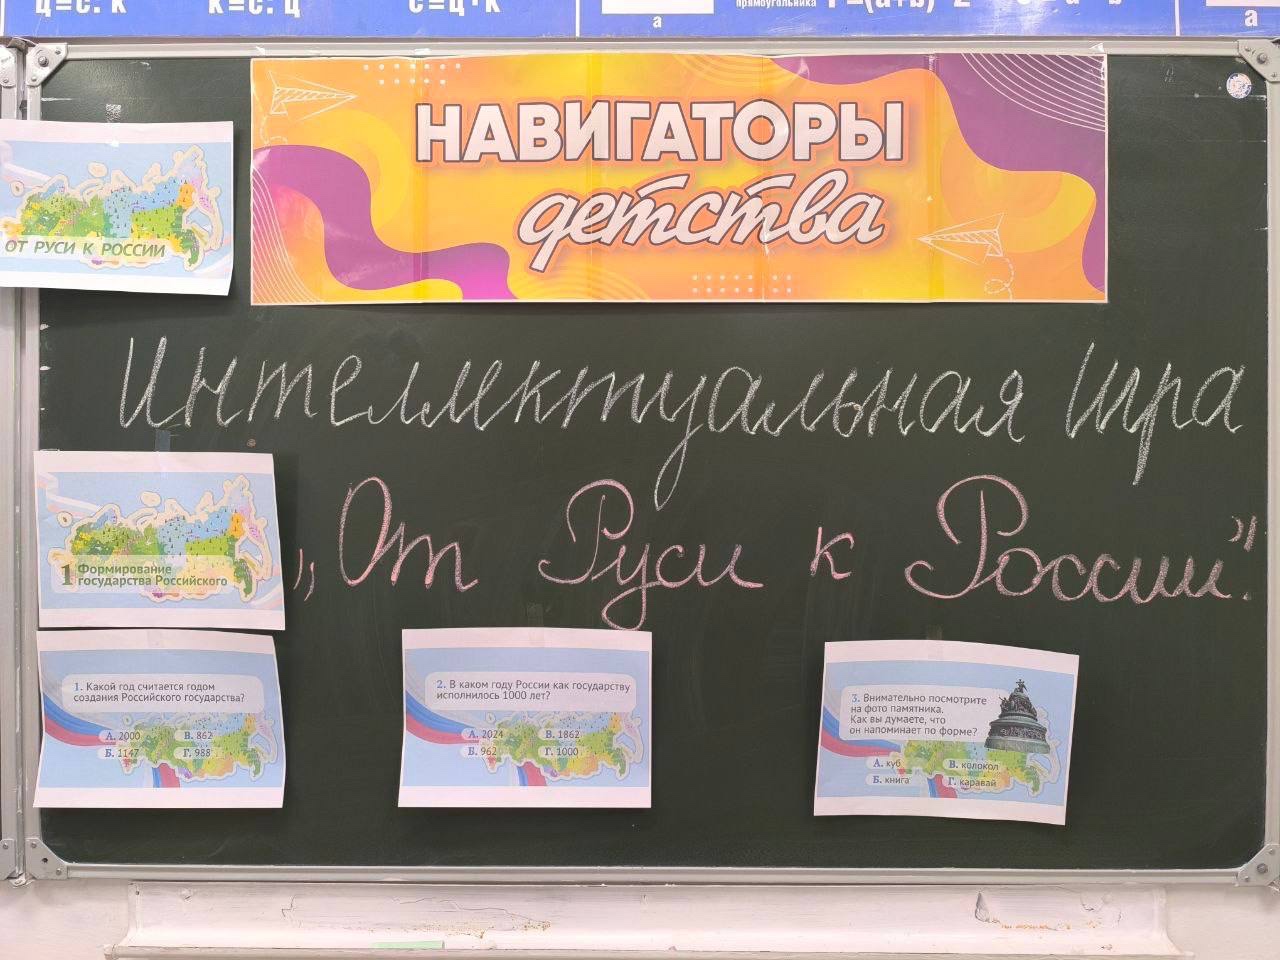 ц=с: к
к=с: ц
с=ц·к
а
прямоугольника
а
НАВИГАТОРЫ
детства
ОТ РУСИ К РОССИИ
Интеллектуальная игра
„От Руси к России".
1 Формирование
государства Российского
1. Какой год считается годом
создания Российского государства?
А. 2000 В. 862
Б. 1147 Г. 988
2. В каком году России как государству
исполнилось 1000 лет?
А. 2024 В. 1862
Б. 962 Г. 1000
3. Внимательно посмотрите
на фото памятника.
Как вы думаете, что
он напоминает по форме?
А. куб В. колокол
Б. книга Г. каравай